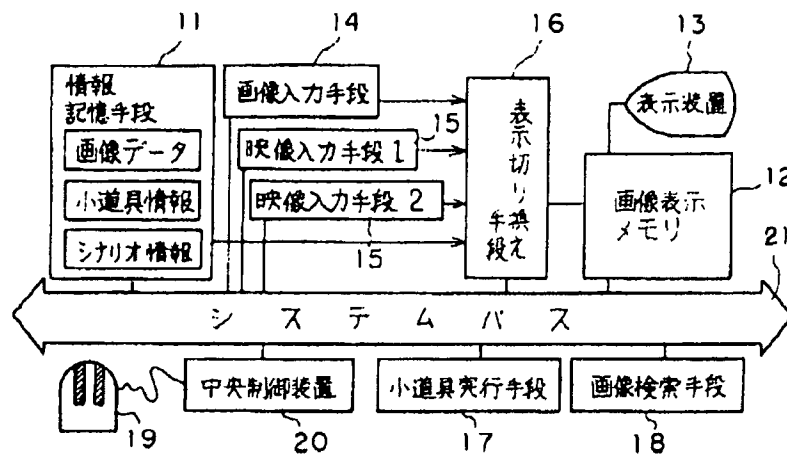 11
14
16
13
情報
記憶手段
画像データ
小道具情報
シナリオ情報
画像入力手段
15
映像入力手段1
映像入力手段2
15
表示切り換え手段
表示装置
画像表示
メモリ
12
21
システムバス
19
中央制御装置
20
小道具実行手段
17
画像検索手段
18